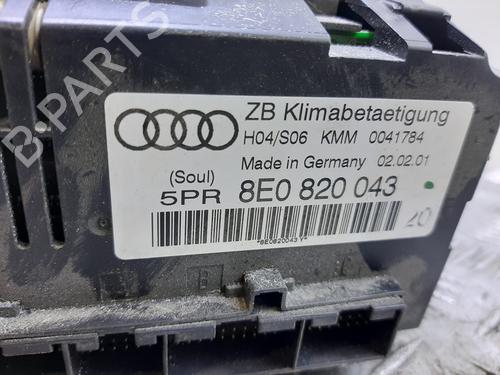 B-PARTS
ZB Klimabetaetigung
H04/S06 KMM 0041784
Made in Germany 02.02.01
(Soul)
5PR 8E0 820 043
20
*8E0820043 Y*